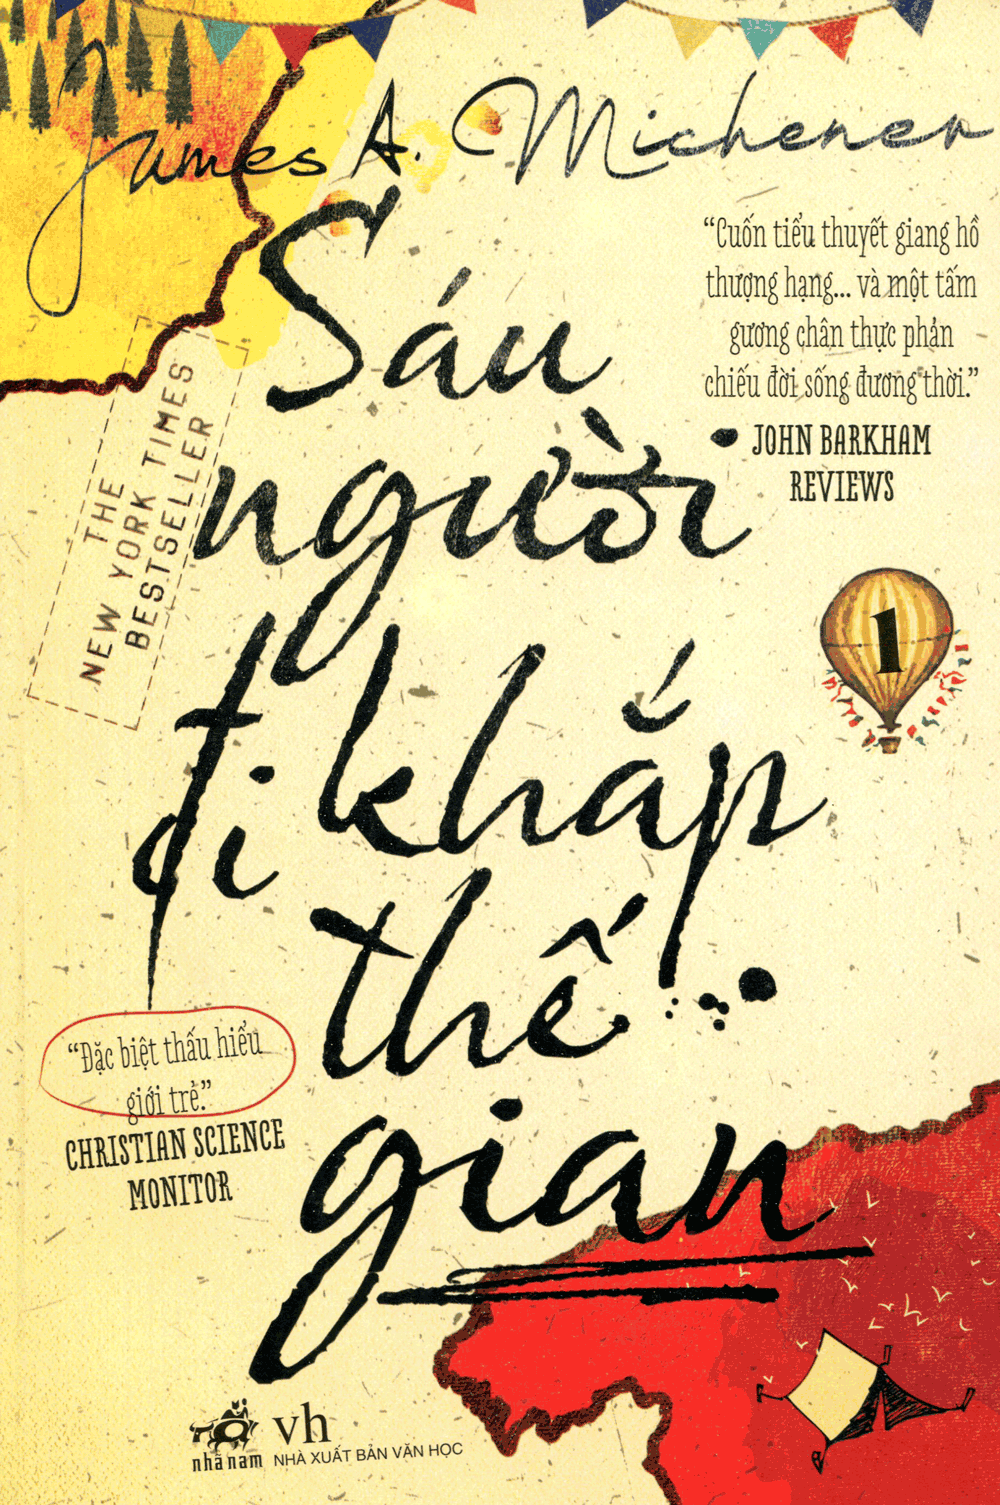 James A. Michener
Sáu
người
đi khắp
thế
gian
"Cuốn tiểu thuyết giang hồ
thượng hạng... và một tấm
gương chân thực phản
chiếu đời sống đương thời."
JOHN BARKHAM
REVIEWS
THE
NEW YORK TIMES
BESTSELLER
1
"Đặc biệt thấu hiểu
giới trẻ."
CHRISTIAN SCIENCE
MONITOR
nhã nam
vh
NHÀ XUẤT BẢN VĂN HỌC